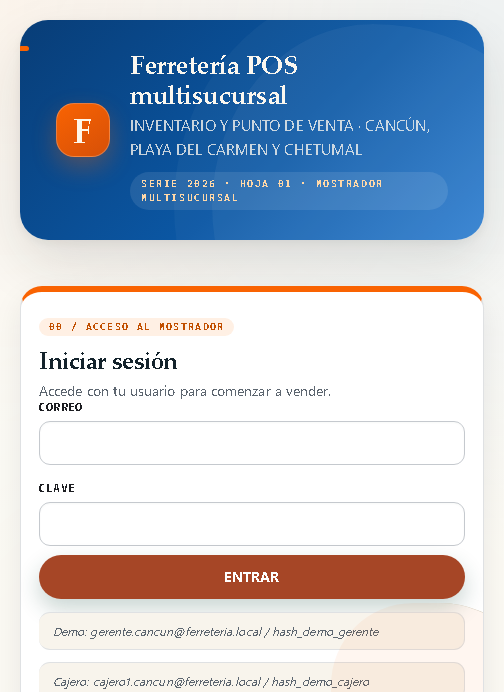 Ferretería POS
multisucursal
F
INVENTARIO Y PUNTO DE VENTA · CANCÚN,
PLAYA DEL CARMEN Y CHETUMAL
SERIE 2026 · HOJA 01 · MOSTRADOR
MULTISUCURSAL
00 / ACCESO AL MOSTRADOR
Iniciar sesión
Accede con tu usuario para comenzar a vender.
CORREO
CLAVE
ENTRAR
Demo: gerente.cancun@ferreteria.local / hash_demo_gerente
Cajero: cajero1.cancun@ferreteria.local / hash_demo_cajero